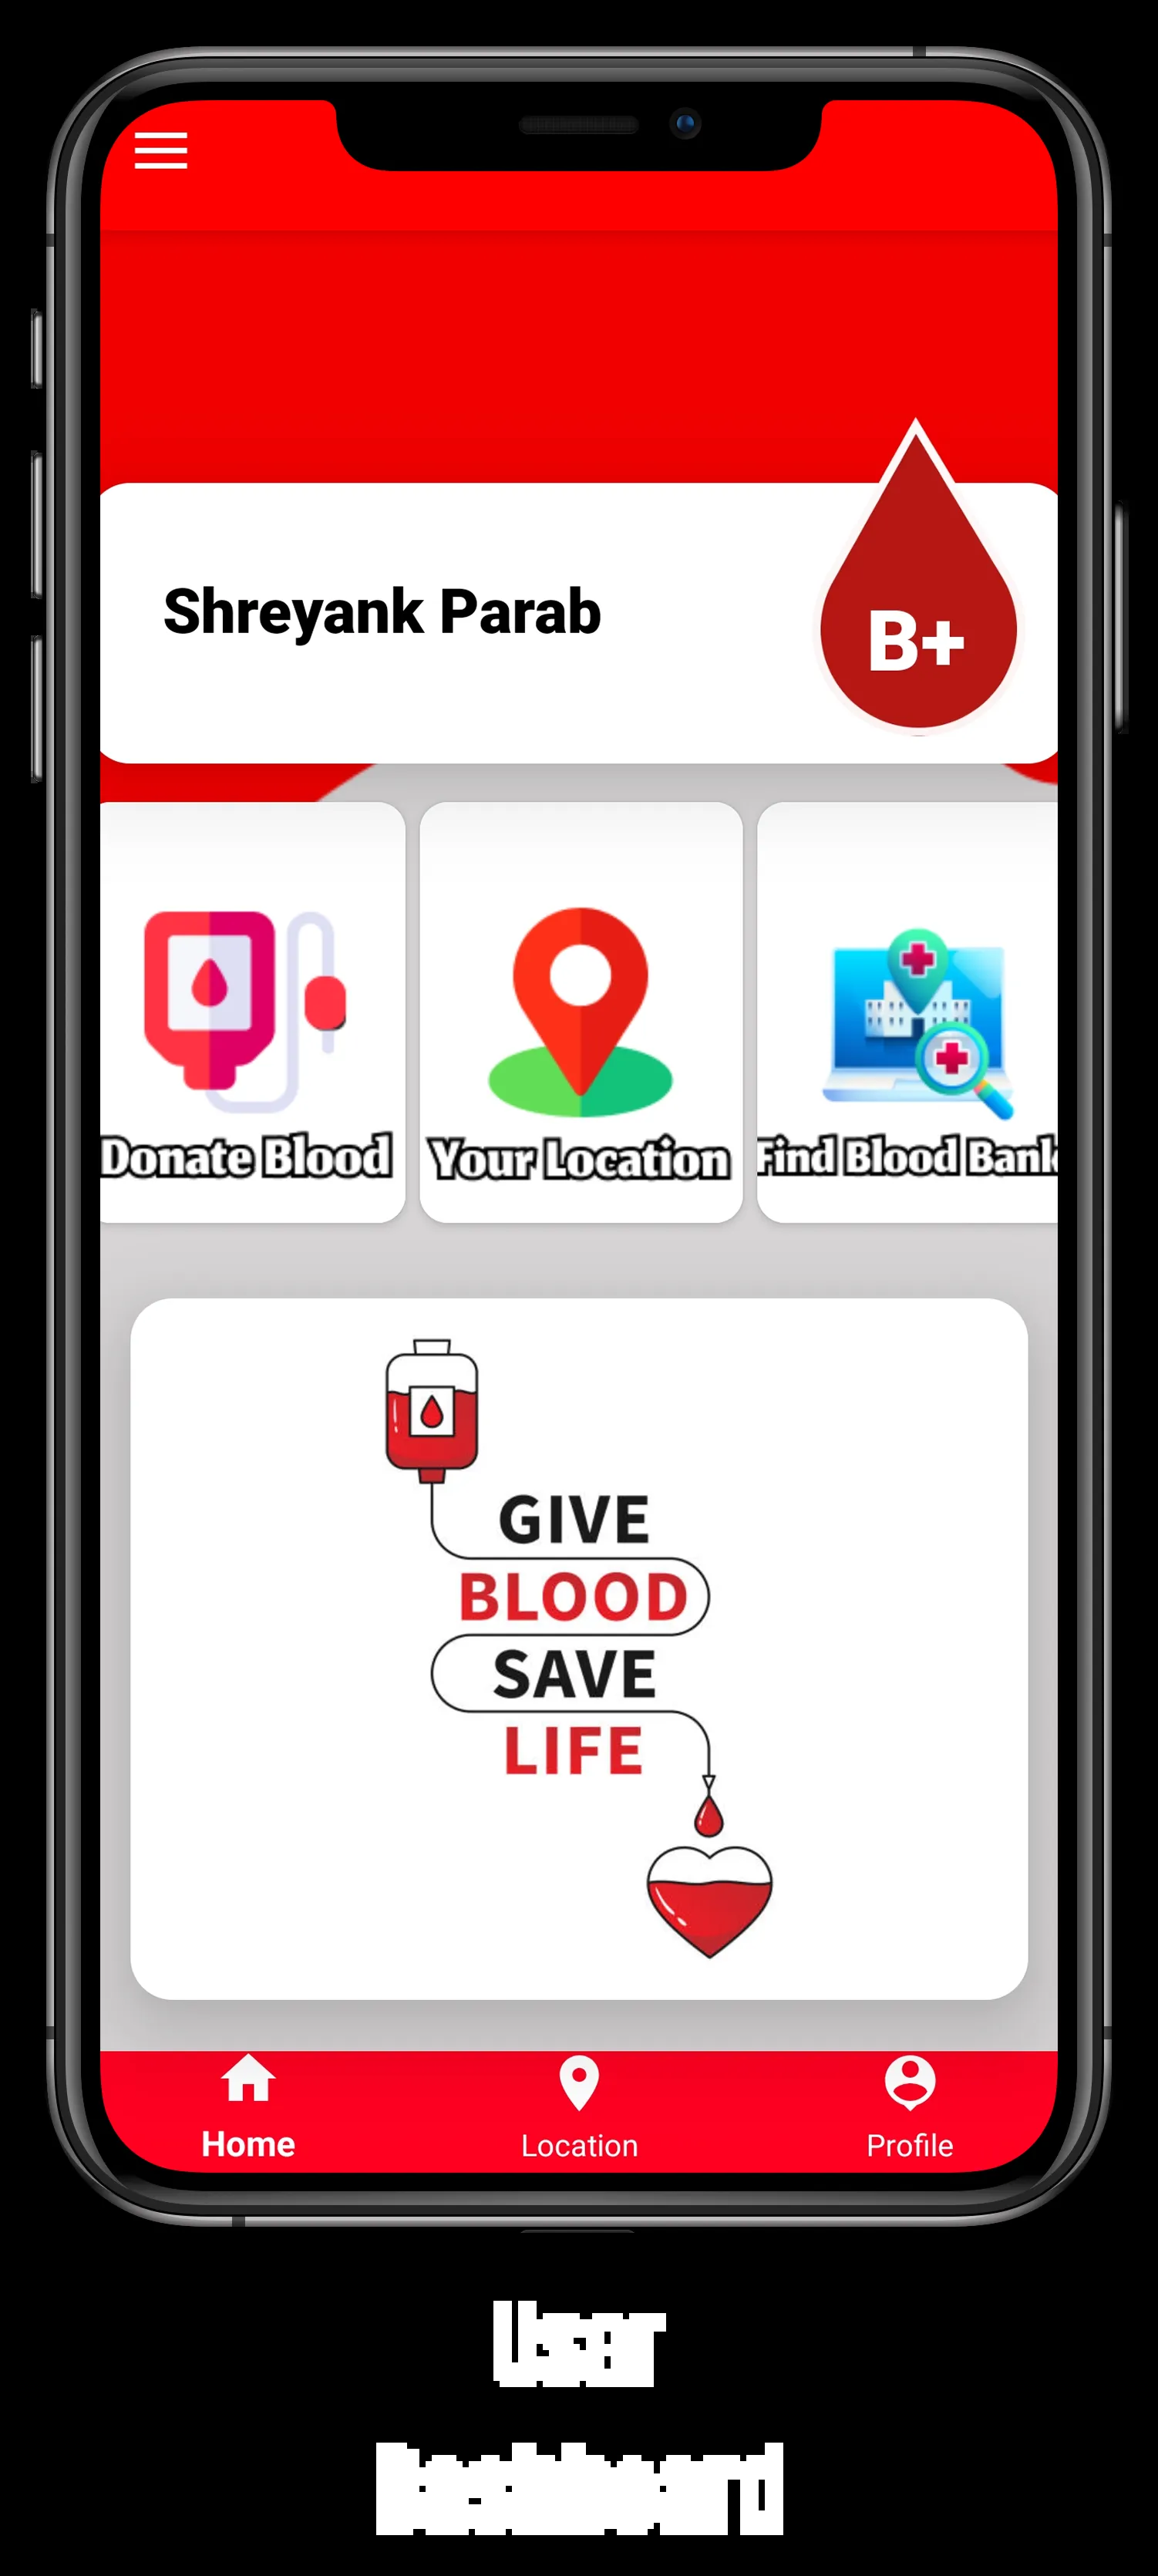 Shreyank Parab
B+
Donate Blood
Your Location
Find Blood Bank
GIVE
BLOOD
SAVE
LIFE
Home
Location
Profile
User
Dashboard